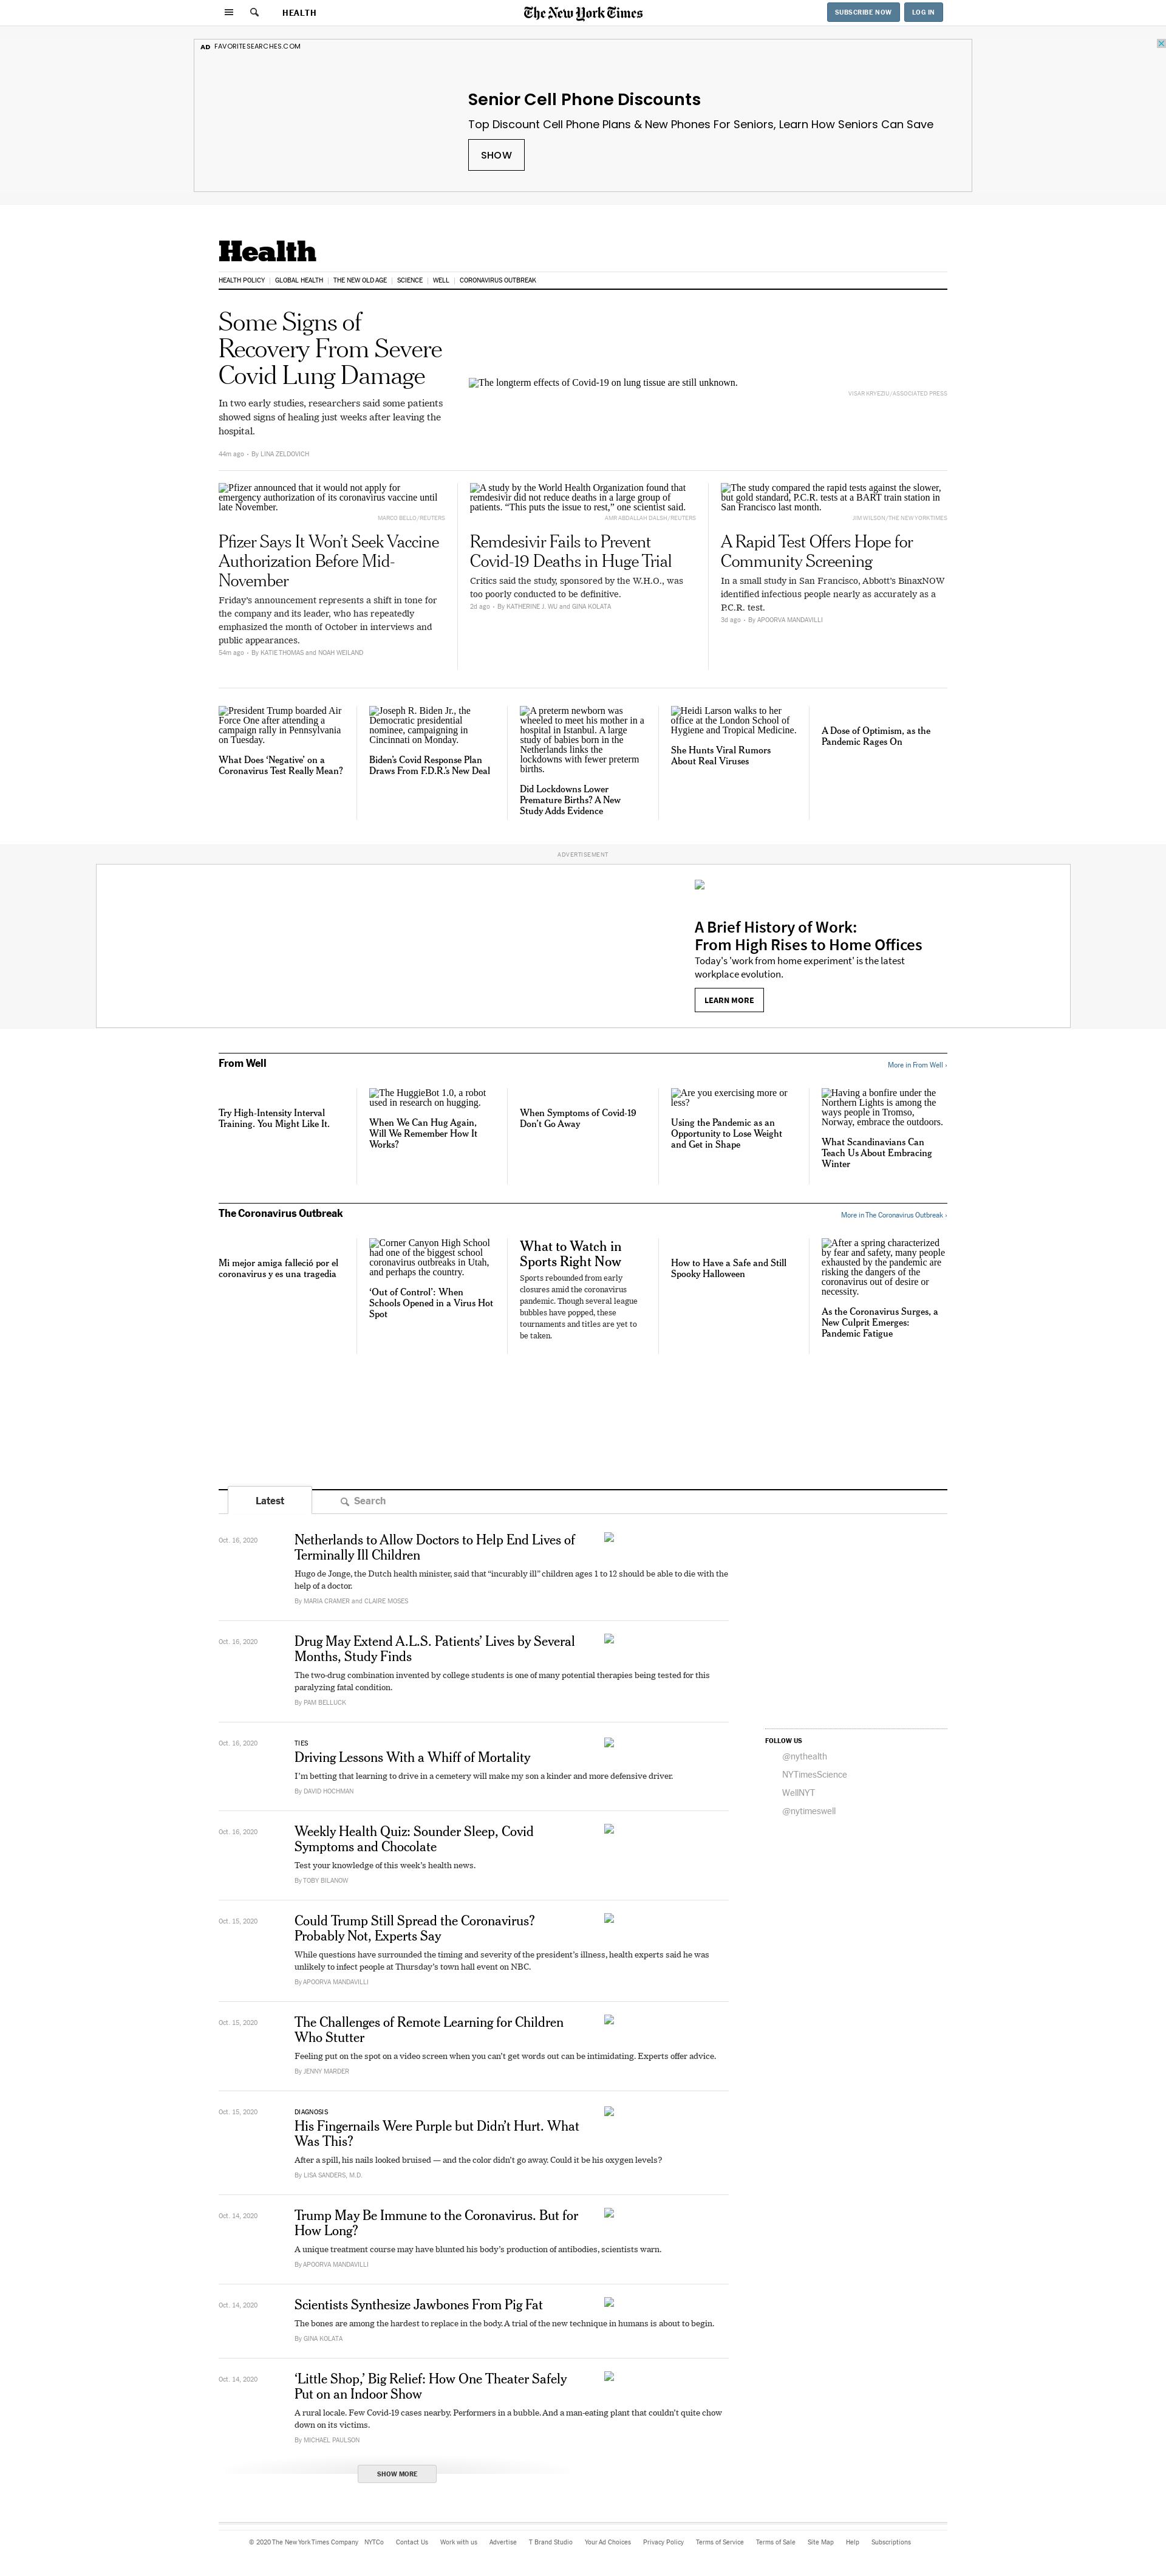 HEALTH
The New York Times
SUBSCRIBE NOW
LOG IN
AD FAVORITESEARCHES.COM
Senior Cell Phone Discounts
Top Discount Cell Phone Plans & New Phones For Seniors, Learn How Seniors Can Save
SHOW
Health
HEALTH POLICY | GLOBAL HEALTH | THE NEW OLD AGE | SCIENCE | WELL | CORONAVIRUS OUTBREAK
Some Signs of
Recovery From Severe
Covid Lung Damage
In two early studies, researchers said some patients
showed signs of healing just weeks after leaving the
hospital.
44m ago • By LINA ZELDOVICH
The longterm effects of Covid-19 on lung tissue are still unknown.
VISAR KRYEZIU/ASSOCIATED PRESS
Pfizer announced that it would not apply for
emergency authorization of its coronavirus vaccine until
late November.
MARCO BELLO/REUTERS
Pfizer Says It Won’t Seek Vaccine
Authorization Before Mid-
November
Friday’s announcement represents a shift in tone for
the company and its leader, who has repeatedly
emphasized the month of October in interviews and
public appearances.
54m ago • By KATIE THOMAS and NOAH WEILAND
A study by the World Health Organization found that
remdesivir did not reduce deaths in a large group of
patients. “This puts the issue to rest,” one scientist said.
AMR ABDALLAH DALSH/REUTERS
Remdesivir Fails to Prevent
Covid-19 Deaths in Huge Trial
Critics said the study, sponsored by the W.H.O., was
too poorly conducted to be definitive.
2d ago • By KATHERINE J. WU and GINA KOLATA
The study compared the rapid tests against the slower,
but gold standard, P.C.R. tests at a BART train station in
San Francisco last month.
JIM WILSON/THE NEW YORK TIMES
A Rapid Test Offers Hope for
Community Screening
In a small study in San Francisco, Abbott’s BinaxNOW
identified infectious people nearly as accurately as a
P.C.R. test.
3d ago • By APOORVA MANDAVILLI
President Trump boarded Air
Force One after attending a
campaign rally in Pennsylvania
on Tuesday.
What Does ‘Negative’ on a
Coronavirus Test Really Mean?
Joseph R. Biden Jr., the
Democratic presidential
nominee, campaigning in
Cincinnati on Monday.
Biden’s Covid Response Plan
Draws From F.D.R.’s New Deal
A preterm newborn was
wheeled to meet his mother in a
hospital in Istanbul. A large
study of babies born in the
Netherlands links the
lockdowns with fewer preterm
births.
Did Lockdowns Lower
Premature Births? A New
Study Adds Evidence
Heidi Larson walks to her
office at the London School of
Hygiene and Tropical Medicine.
She Hunts Viral Rumors
About Real Viruses
A Dose of Optimism, as the
Pandemic Rages On
ADVERTISEMENT
A Brief History of Work:
From High Rises to Home Offices
Today's 'work from home experiment' is the latest
workplace evolution.
LEARN MORE
From Well
More in From Well ›
Try High-Intensity Interval
Training. You Might Like It.
The HuggieBot 1.0, a robot
used in research on hugging.
When We Can Hug Again,
Will We Remember How It
Works?
When Symptoms of Covid-19
Don’t Go Away
Are you exercising more or
less?
Using the Pandemic as an
Opportunity to Lose Weight
and Get in Shape
Having a bonfire under the
Northern Lights is among the
ways people in Tromso,
Norway, embrace the outdoors.
What Scandinavians Can
Teach Us About Embracing
Winter
The Coronavirus Outbreak
More in The Coronavirus Outbreak ›
Mi mejor amiga falleció por el
coronavirus y es una tragedia
Corner Canyon High School
had one of the biggest school
coronavirus outbreaks in Utah,
and perhaps the country.
‘Out of Control’: When
Schools Opened in a Virus Hot
Spot
What to Watch in
Sports Right Now
Sports rebounded from early
closures amid the coronavirus
pandemic. Though several league
bubbles have popped, these
tournaments and titles are yet to
be taken.
How to Have a Safe and Still
Spooky Halloween
After a spring characterized
by fear and safety, many people
exhausted by the pandemic are
risking the dangers of the
coronavirus out of desire or
necessity.
As the Coronavirus Surges, a
New Culprit Emerges:
Pandemic Fatigue
Latest
Search
Oct. 16, 2020
Netherlands to Allow Doctors to Help End Lives of
Terminally Ill Children
Hugo de Jonge, the Dutch health minister, said that “incurably ill” children ages 1 to 12 should be able to die with the
help of a doctor.
By MARIA CRAMER and CLAIRE MOSES
Oct. 16, 2020
Drug May Extend A.L.S. Patients’ Lives by Several
Months, Study Finds
The two-drug combination invented by college students is one of many potential therapies being tested for this
paralyzing fatal condition.
By PAM BELLUCK
Oct. 16, 2020
TIES
Driving Lessons With a Whiff of Mortality
I’m betting that learning to drive in a cemetery will make my son a kinder and more defensive driver.
By DAVID HOCHMAN
FOLLOW US
@nythealth
NYTimesScience
WellNYT
@nytimeswell
Oct. 16, 2020
Weekly Health Quiz: Sounder Sleep, Covid
Symptoms and Chocolate
Test your knowledge of this week’s health news.
By TOBY BILANOW
Oct. 15, 2020
Could Trump Still Spread the Coronavirus?
Probably Not, Experts Say
While questions have surrounded the timing and severity of the president’s illness, health experts said he was
unlikely to infect people at Thursday’s town hall event on NBC.
By APOORVA MANDAVILLI
Oct. 15, 2020
The Challenges of Remote Learning for Children
Who Stutter
Feeling put on the spot on a video screen when you can’t get words out can be intimidating. Experts offer advice.
By JENNY MARDER
Oct. 15, 2020
DIAGNOSIS
His Fingernails Were Purple but Didn’t Hurt. What
Was This?
After a spill, his nails looked bruised — and the color didn’t go away. Could it be his oxygen levels?
By LISA SANDERS, M.D.
Oct. 14, 2020
Trump May Be Immune to the Coronavirus. But for
How Long?
A unique treatment course may have blunted his body’s production of antibodies, scientists warn.
By APOORVA MANDAVILLI
Oct. 14, 2020
Scientists Synthesize Jawbones From Pig Fat
The bones are among the hardest to replace in the body. A trial of the new technique in humans is about to begin.
By GINA KOLATA
Oct. 14, 2020
‘Little Shop,’ Big Relief: How One Theater Safely
Put on an Indoor Show
A rural locale. Few Covid-19 cases nearby. Performers in a bubble. And a man-eating plant that couldn’t quite chow
down on its victims.
By MICHAEL PAULSON
SHOW MORE
© 2020 The New York Times Company NYTCo Contact Us Work with us Advertise T Brand Studio Your Ad Choices Privacy Policy Terms of Service Terms of Sale Site Map Help Subscriptions